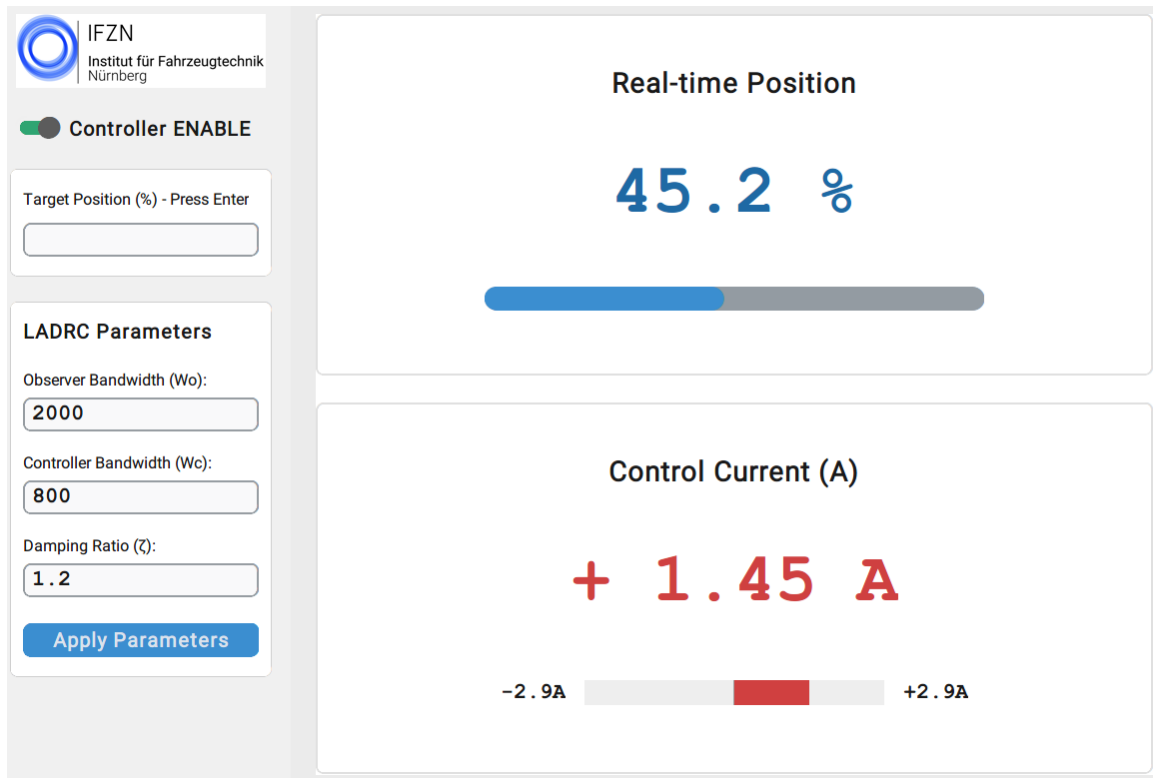 IFZN
Institut für Fahrzeugtechnik
Nürnberg
Controller ENABLE
Target Position (%) - Press Enter
LADRC Parameters
Observer Bandwidth (Wo):
2000
Controller Bandwidth (Wc):
800
Damping Ratio (ζ):
1.2
Apply Parameters
Real-time Position
45.2 %
Control Current (A)
+ 1.45 A
-2.9A
+2.9A